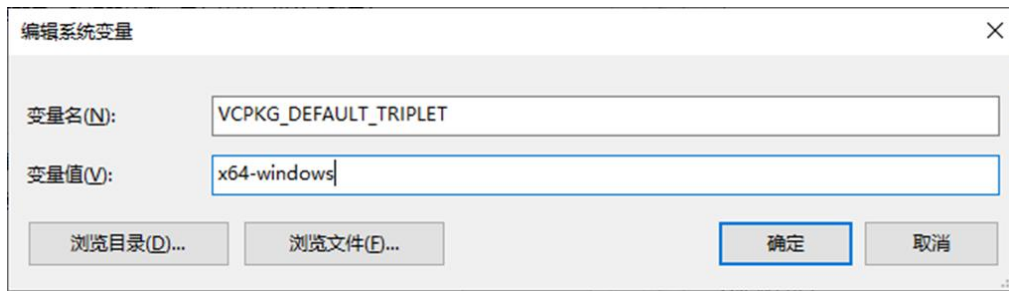 编辑系统变量
变量名(N): VCPKG_DEFAULT_TRIPLET
变量值(V): x64-windows
浏览目录(D)... 浏览文件(F)... 确定 取消